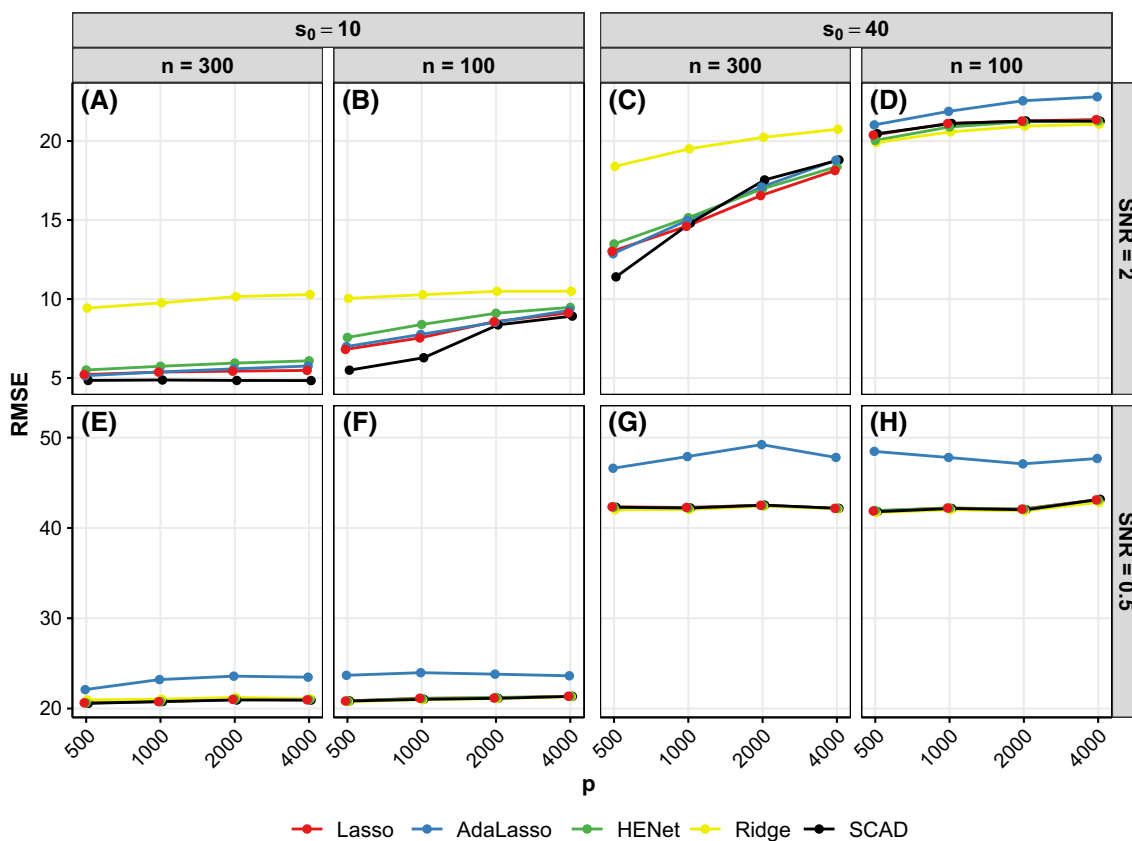 s₀ = 10
s₀ = 40
n = 300
n = 100
n = 300
n = 100
(A)
(B)
(C)
(D)
20
15
10
5
SNR = 2
RMSE
(E)
(F)
(G)
(H)
50
40
30
20
SNR = 0.5
500 1000 2000 4000
500 1000 2000 4000
500 1000 2000 4000
500 1000 2000 4000
p
Lasso AdaLasso HENet Ridge SCAD